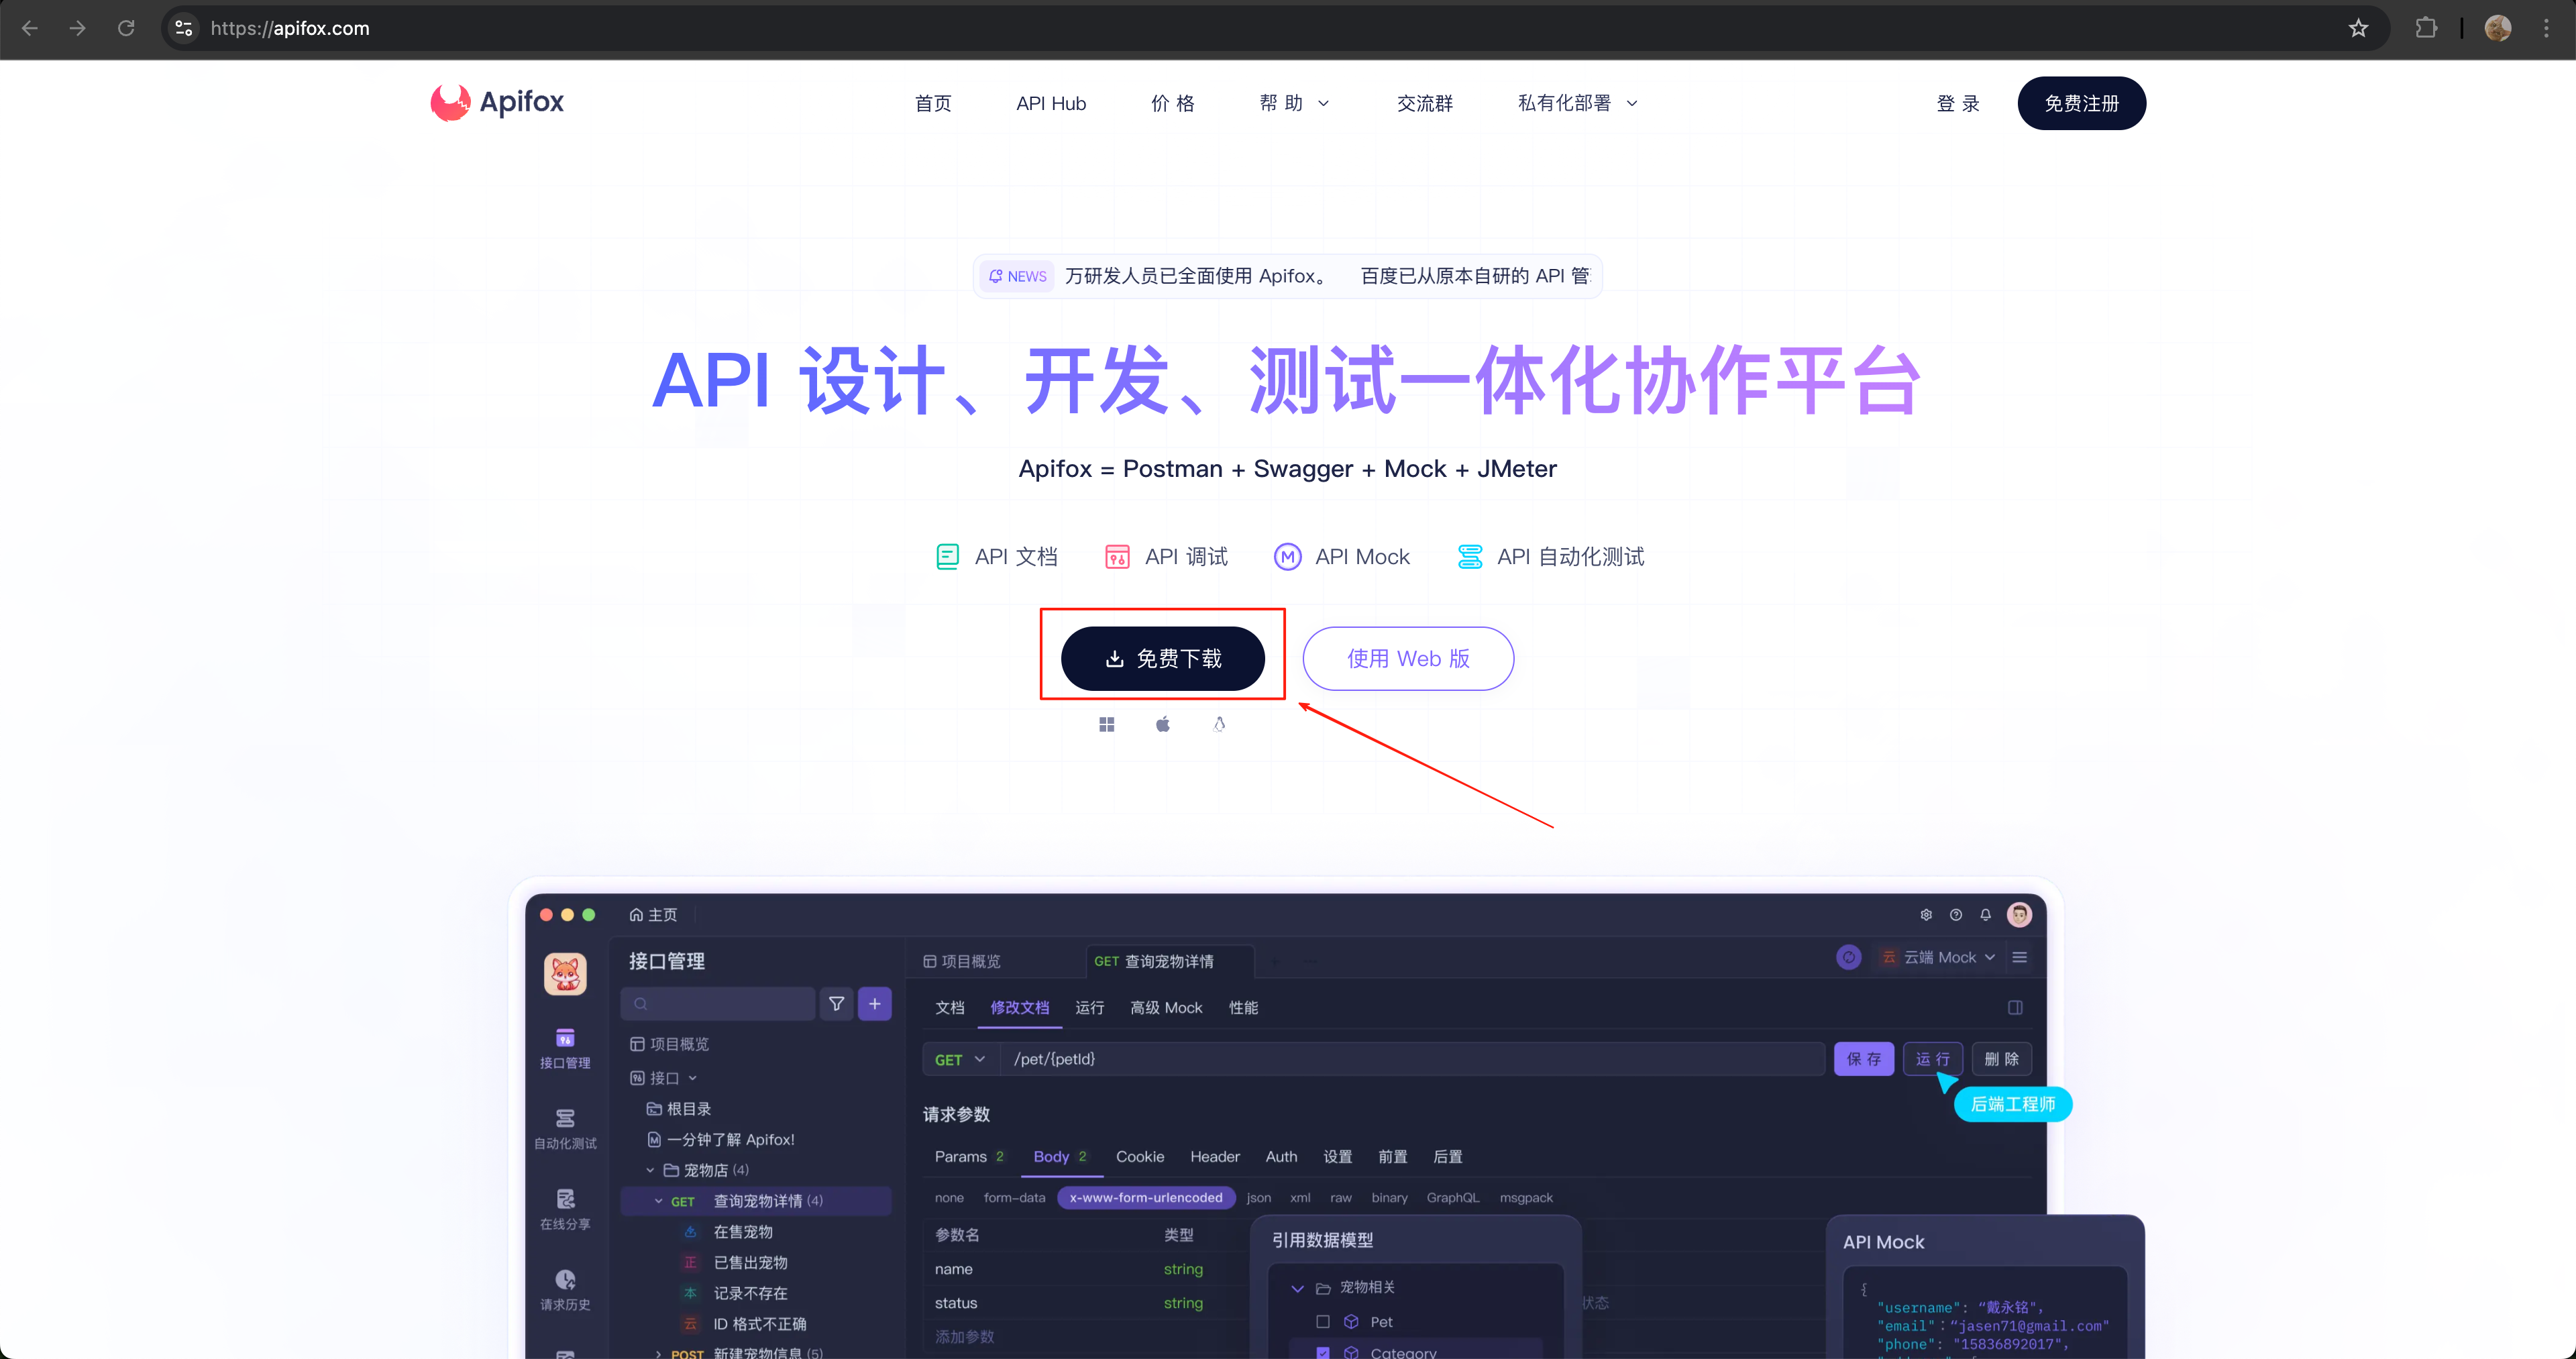 https://apifox.com
Apifox
首页 API Hub 价 格 帮 助 交流群 私有化部署 登 录 免费注册
NEWS 万研发人员已全面使用 Apifox。 百度已从原本自研的 API 管
API 设计、开发、测试一体化协作平台
Apifox = Postman + Swagger + Mock + JMeter
API 文档 API 调试 M API Mock API 自动化测试
免费下载 使用 Web 版
主页
接口管理
项目概览 GET 查询宠物详情 云 云端 Mock
文档 修改文档 运行 高级 Mock 性能
项目概览
接口管理
GET /pet/{petId} 保 存 运 行 删 除
接口
后端工程师
根目录
请求参数
一分钟了解 Apifox!
自动化测试
Params 2 Body 2 Cookie Header Auth 设置 前置 后置
宠物店 (4)
none form-data x-www-form-urlencoded json xml raw binary GraphQL msgpack
GET 查询宠物详情 (4)
在线分享
在售宠物
参数名 类型
引用数据模型
API Mock
正 已售出宠物
name string
宠物相关
{
本 记录不存在
请求历史
status string
状态
"username": “戴永铭",
Pet
云 ID 格式不正确
"email":“jasen71@gmail.com"
添加参数
"phone": "15836892017",
POST 新建宠物信息 (5)
Category